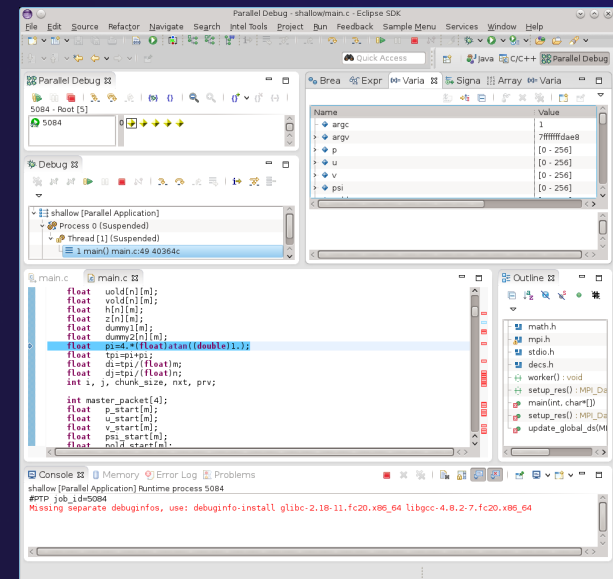 Parallel Debug - shallow/main.c - Eclipse SDK
File Edit Source Refactor Navigate Search Intel Tools Project Run Feedback Sample Menu Services Window Help
Quick Access
Java C/C++ Parallel Debug
Parallel Debug
5084 - Root [5]
5084
0
Debug
shallow [Parallel Application]
Process 0 (Suspended)
Thread [1] (Suspended)
1 main() main.c:49 40364c
Brea Expr Varia Signa Array Varia
Name Value
argc 1
argv 7fffffffdae8
p [0 - 256]
u [0 - 256]
v [0 - 256]
psi [0 - 256]
main.c main.c
float uold[n][m];
float vold[n][m];
float h[n][m];
float z[n][m];
float dummy1[m];
float dummy2[n][m];
float pi=4.*(float)atan((double)1.);
float tpi=pi+pi;
float di=tpi/(float)m;
float dj=tpi/(float)n;
int i, j, chunk_size, nxt, prv;
int master_packet[4];
float p_start[m];
float u_start[m];
float v_start[m];
float psi_start[m];
float pold_start[m];
Outline
math.h
mpi.h
stdio.h
decs.h
worker() : void
setup_res() : MPI_Da
main(int, char*[])
setup_res() : MPI_Da
update_global_ds(MPI
Console Memory Error Log Problems
shallow [Parallel Application] Runtime process 5084
#PTP job_id=5084
Missing separate debuginfos, use: debuginfo-install glibc-2.18-11.fc20.x86_64 libgcc-4.8.2-7.fc20.x86_64